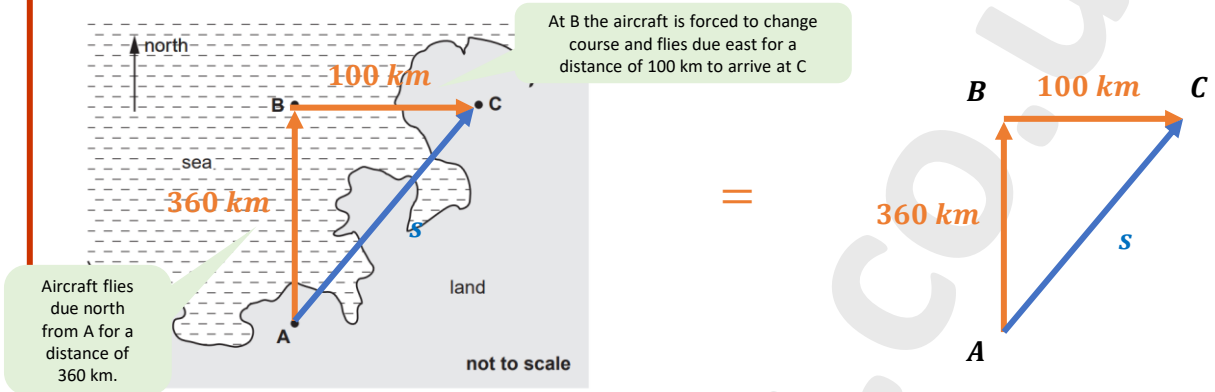 At B the aircraft is forced to change
course and flies due east for a
distance of 100 km to arrive at C
north
100 km
B
C
sea
360 km
s
land
A
not to scale
Aircraft flies
due north
from A for a
distance of
360 km.
=
B
100 km
C
360 km
s
A